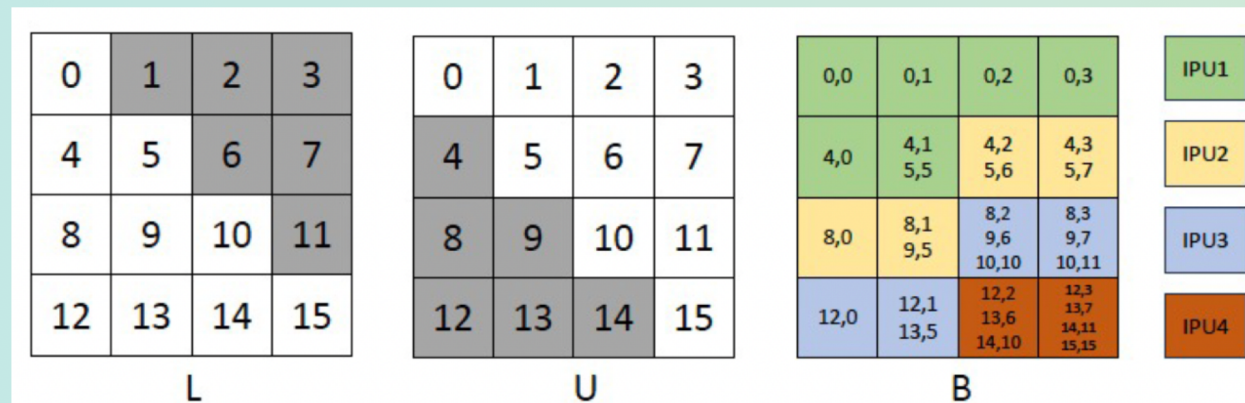 0 1 2 3
4 5 6 7
8 9 10 11
12 13 14 15
L
0 1 2 3
4 5 6 7
8 9 10 11
12 13 14 15
U
0,0 0,1 0,2 0,3
4,0 4,1 4,2 4,3
5,5 5,6 5,7
8,0 8,1 8,2 8,3
9,5 9,6 9,7
10,10 10,11
12,0 12,1 12,2 12,3
13,5 13,6 13,7
14,10 14,11
15,15
B
IPU1
IPU2
IPU3
IPU4